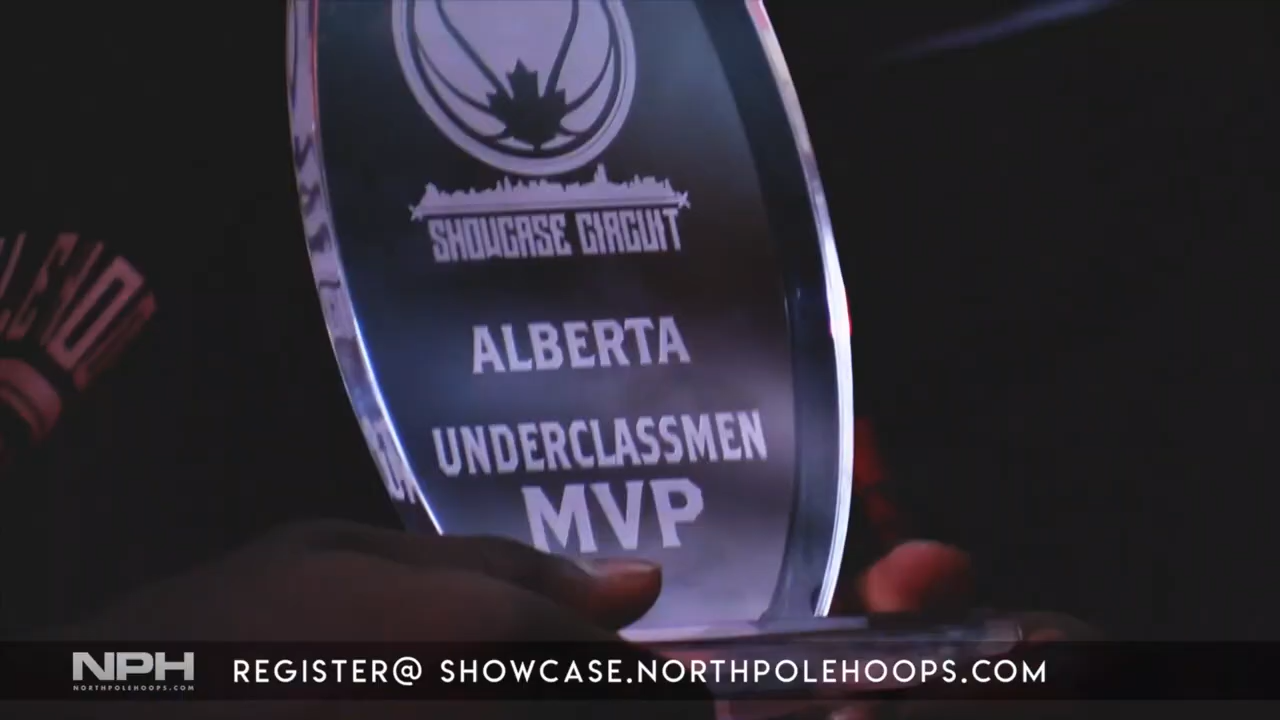 SHOWCASE CIRCUIT
ALBERTA
UNDERCLASSMEN
MVP
NPH
NORTHPOLEHOOPS.COM
REGISTER@ SHOWCASE.NORTHPOLEHOOPS.COM